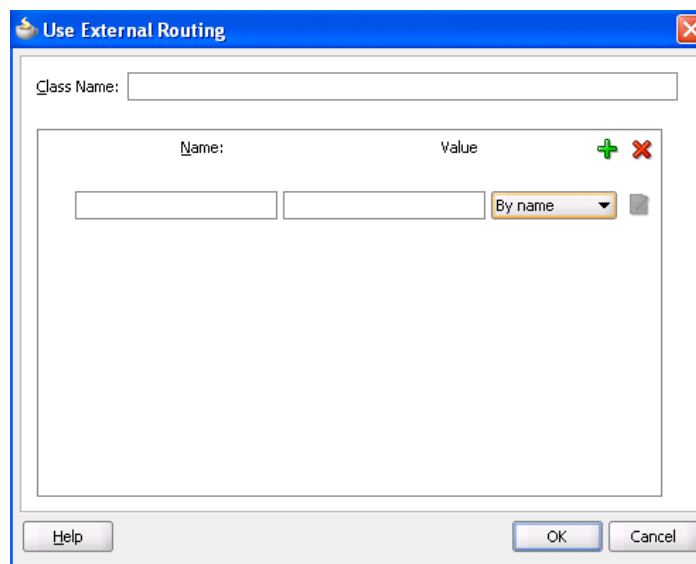 Use External Routing
Class Name:
Name: Value
By name
Help OK Cancel